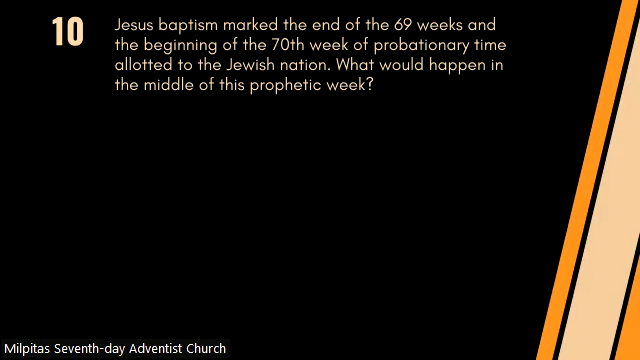 10
Jesus baptism marked the end of the 69 weeks and
the beginning of the 70th week of probationary time
allotted to the Jewish nation. What would happen in
the middle of this prophetic week?
Milpitas Seventh-day Adventist Church